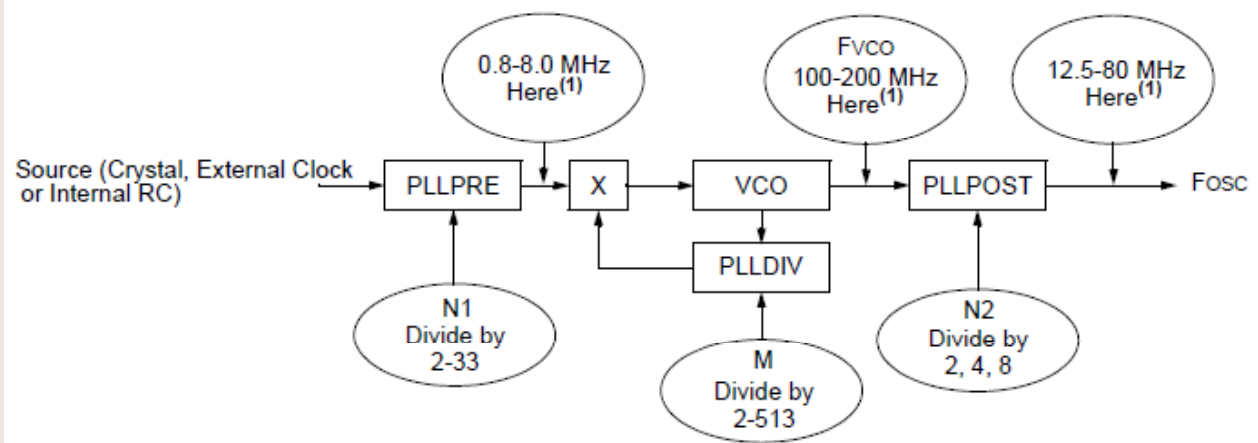 0.8-8.0 MHz
Here(1)
FVCO
100-200 MHz
Here(1)
12.5-80 MHz
Here(1)
Source (Crystal, External Clock
or Internal RC)
PLLPRE
X
VCO
PLLPOST
FOSC
PLLDIV
N1
Divide by
2-33
M
Divide by
2-513
N2
Divide by
2, 4, 8